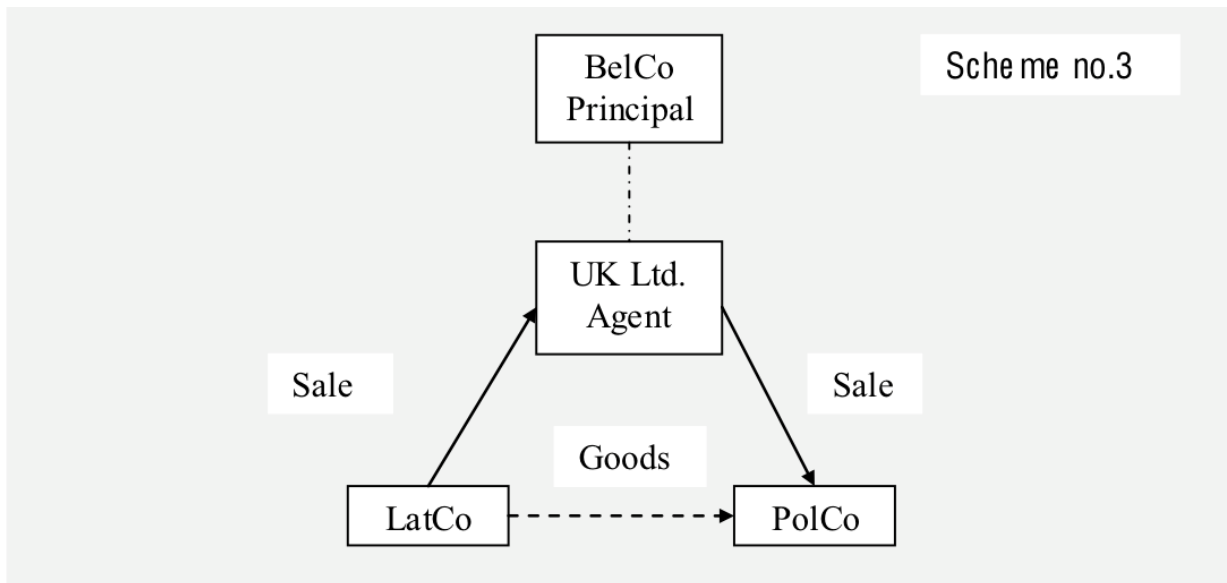 BelCo
Principal
Scheme no.3
UK Ltd.
Agent
Sale
Sale
Goods
LatCo
PolCo